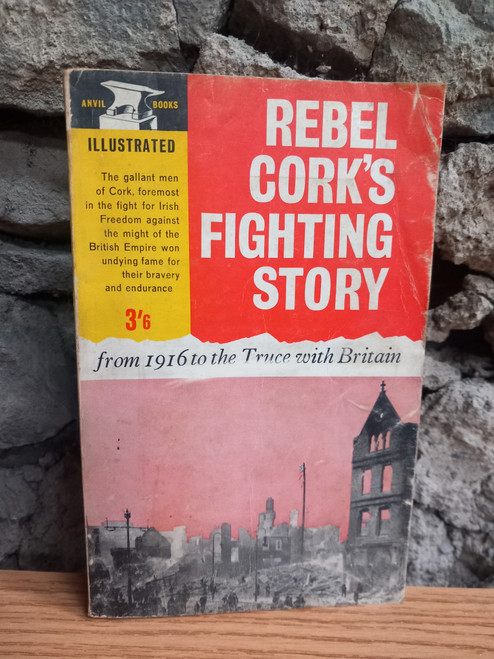 ANVIL BOOKS
ILLUSTRATED
The gallant men
of Cork, foremost
in the fight for Irish
Freedom against
the might of the
British Empire won
undying fame for
their bravery
and endurance
3'6
REBEL
CORK'S
FIGHTING
STORY
from 1916 to the Truce with Britain